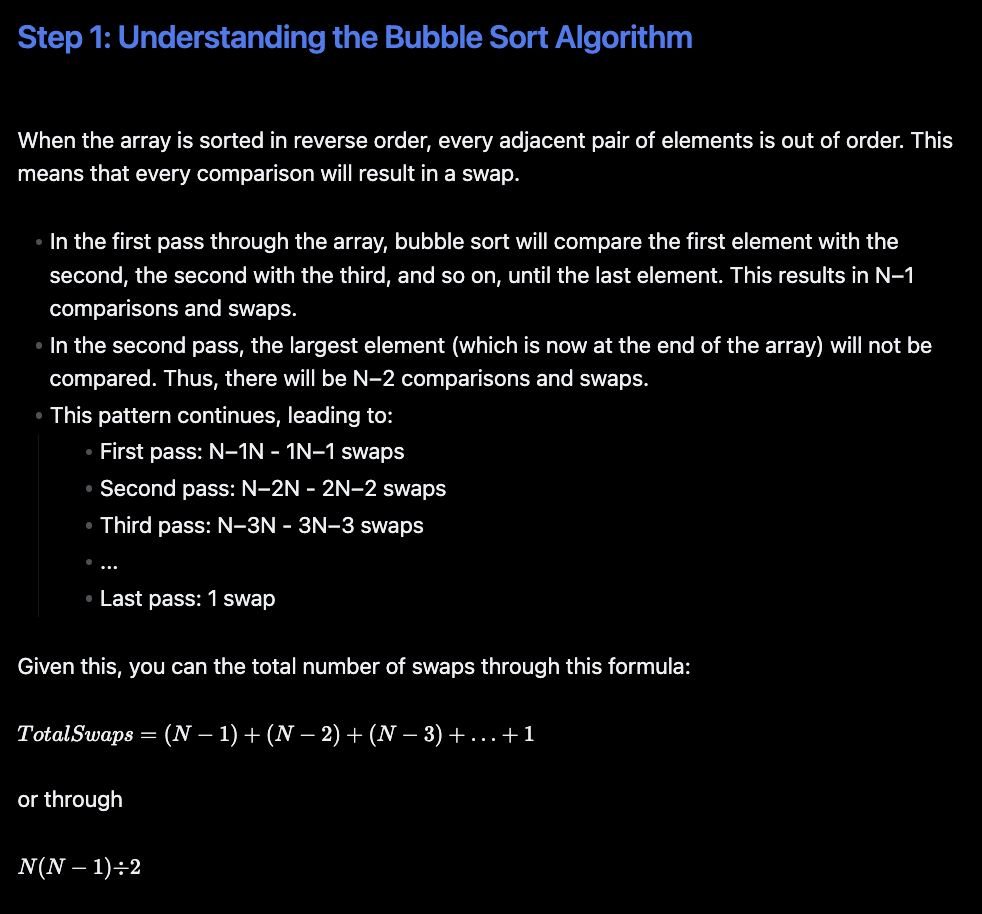 Step 1: Understanding the Bubble Sort Algorithm
When the array is sorted in reverse order, every adjacent pair of elements is out of order. This
means that every comparison will result in a swap.
• In the first pass through the array, bubble sort will compare the first element with the
second, the second with the third, and so on, until the last element. This results in N−1
comparisons and swaps.
• In the second pass, the largest element (which is now at the end of the array) will not be
compared. Thus, there will be N−2 comparisons and swaps.
• This pattern continues, leading to:
• First pass: N−1N - 1N−1 swaps
• Second pass: N−2N - 2N−2 swaps
• Third pass: N−3N - 3N−3 swaps
• ...
• Last pass: 1 swap
Given this, you can the total number of swaps through this formula:
TotalSwaps = (N − 1) + (N − 2) + (N − 3) + ... + 1
or through
N(N − 1)÷2